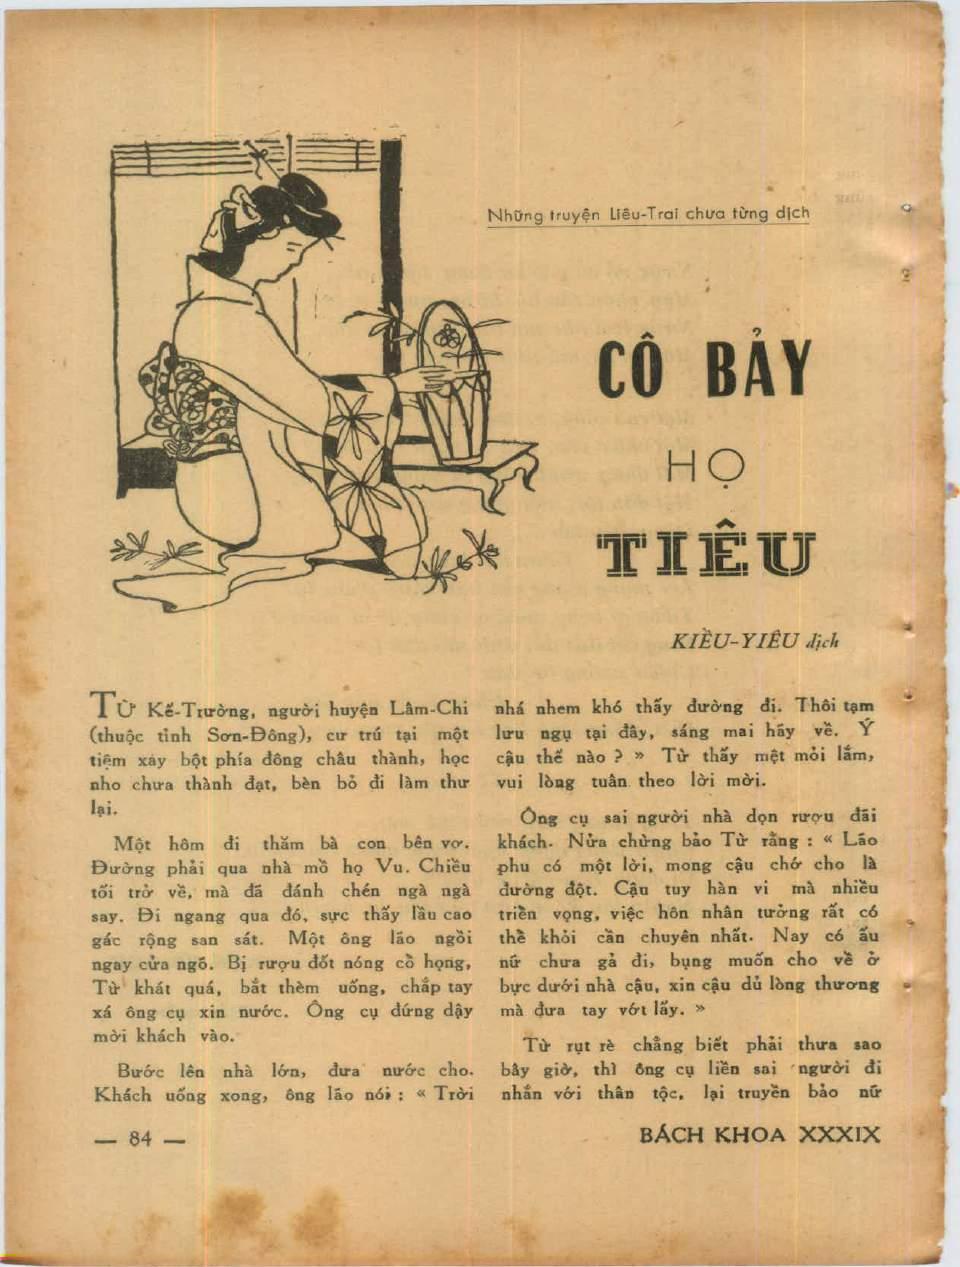 Những truyện Liêu-Trai chưa từng dịch
CÔ BẢY
HỌ
TIÊU
KIỀU-YIÊU dịch
TỪ Kế-Trường, người huyện Lâm-Chi
(thuộc tỉnh Sơn-Đông), cư trú tại một
tiệm xay bột phía đông châu thành, học
nho chưa thành đạt, bèn bỏ đi làm thư
lại.
Một hôm đi thăm bà con bên vợ.
Đường phải qua nhà mồ họ Vu. Chiều
tối trở về, mà đã đánh chén ngà ngà
say. Đi ngang qua đó, sực thấy lầu cao
gác rộng san sát. Một ông lão ngồi
ngay cửa ngõ. Bị rượu đốt nóng cổ họng,
Từ khát quá, bắt thèm uống, chắp tay
xá ông cụ xin nước. Ông cụ đứng dậy
mời khách vào.
Bước lên nhà lớn, đưa nước cho.
Khách uống xong, ông lão nói : « Trời
nhá nhem khó thấy đường đi. Thôi tạm
lưu ngụ tại đây, sáng mai hãy về. Ý
cậu thế nào ? » Từ thấy mệt mỏi lắm,
vui lòng tuân theo lời mời.
Ông cụ sai người nhà dọn rượu đãi
khách. Nửa chừng bảo Từ rằng : « Lão
phu có một lời, mong cậu chớ cho là
đường đột. Cậu tuy hàn vi mà nhiều
triển vọng, việc hôn nhân tưởng rất có
thể khỏi cần chuyên nhất. Nay có ấu
nữ chưa gả đi, bụng muốn cho về ở
bực dưới nhà cậu, xin cậu dủ lòng thương
mà đưa tay vớt lấy. »
Từ rụt rè chẳng biết phải thưa sao
bây giờ, thì ông cụ liền sai người đi
nhắn với thân tộc, lại truyền bảo nữ
— 84 —
BÁCH KHOA XXXIX